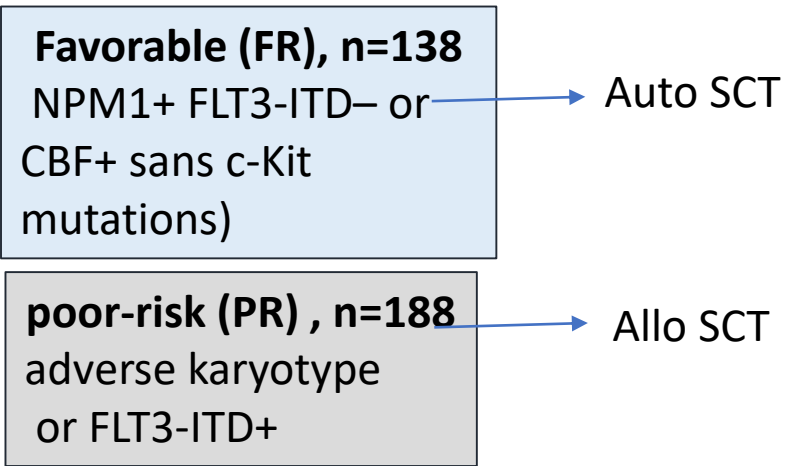 Favorable (FR), n=138
NPM1+ FLT3-ITD– or
CBF+ sans c-Kit
mutations)
Auto SCT
poor-risk (PR) , n=188
adverse karyotype
or FLT3-ITD+
Allo SCT